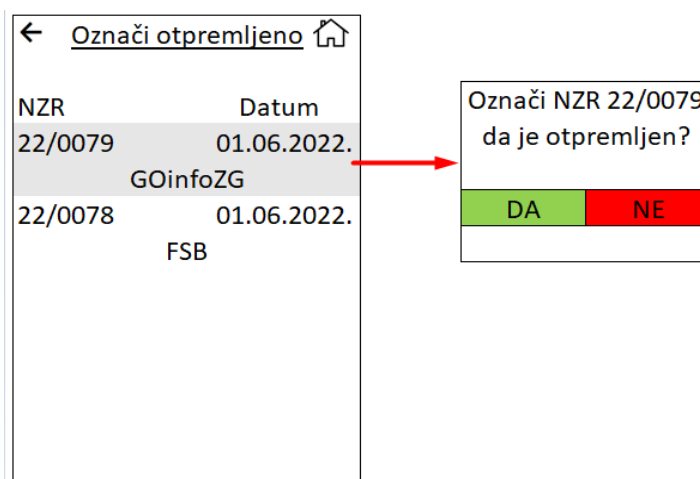 Označi otpremljeno
NZR Datum
22/0079 01.06.2022.
GOinfoZG
22/0078 01.06.2022.
FSB
Označi NZR 22/0079
da je otpremljen?
DA NE